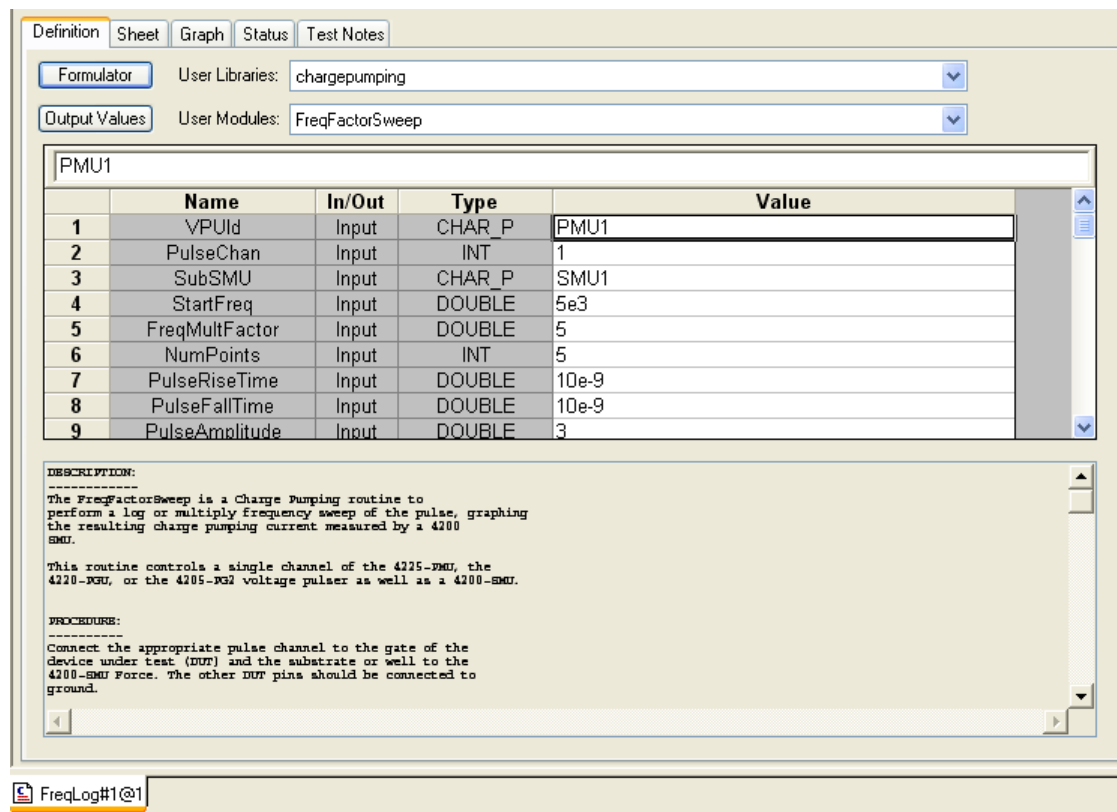 Definition Sheet Graph Status Test Notes
Formulator User Libraries: chargepumping
Output Values User Modules: FreqFactorSweep
PMU1
Name In/Out Type Value
1 VPUId Input CHAR_P PMU1
2 PulseChan Input INT 1
3 SubSMU Input CHAR_P SMU1
4 StartFreq Input DOUBLE 5e3
5 FreqMultFactor Input DOUBLE 5
6 NumPoints Input INT 5
7 PulseRiseTime Input DOUBLE 10e-9
8 PulseFallTime Input DOUBLE 10e-9
9 PulseAmplitude Input DOUBLE 3
DESCRIPTION:
------------
The FreqFactorSweep is a Charge Pumping routine to
perform a log or multiply frequency sweep of the pulse, graphing
the resulting charge pumping current measured by a 4200
SMU.
This routine controls a single channel of the 4225-PMU, the
4220-PGU, or the 4205-PG2 voltage pulser as well as a 4200-SMU.
PROCEDURE:
----------
Connect the appropriate pulse channel to the gate of the
device under test (DUT) and the substrate or well to the
4200-SMU Force. The other DUT pins should be connected to
ground.
FreqLog#1@1